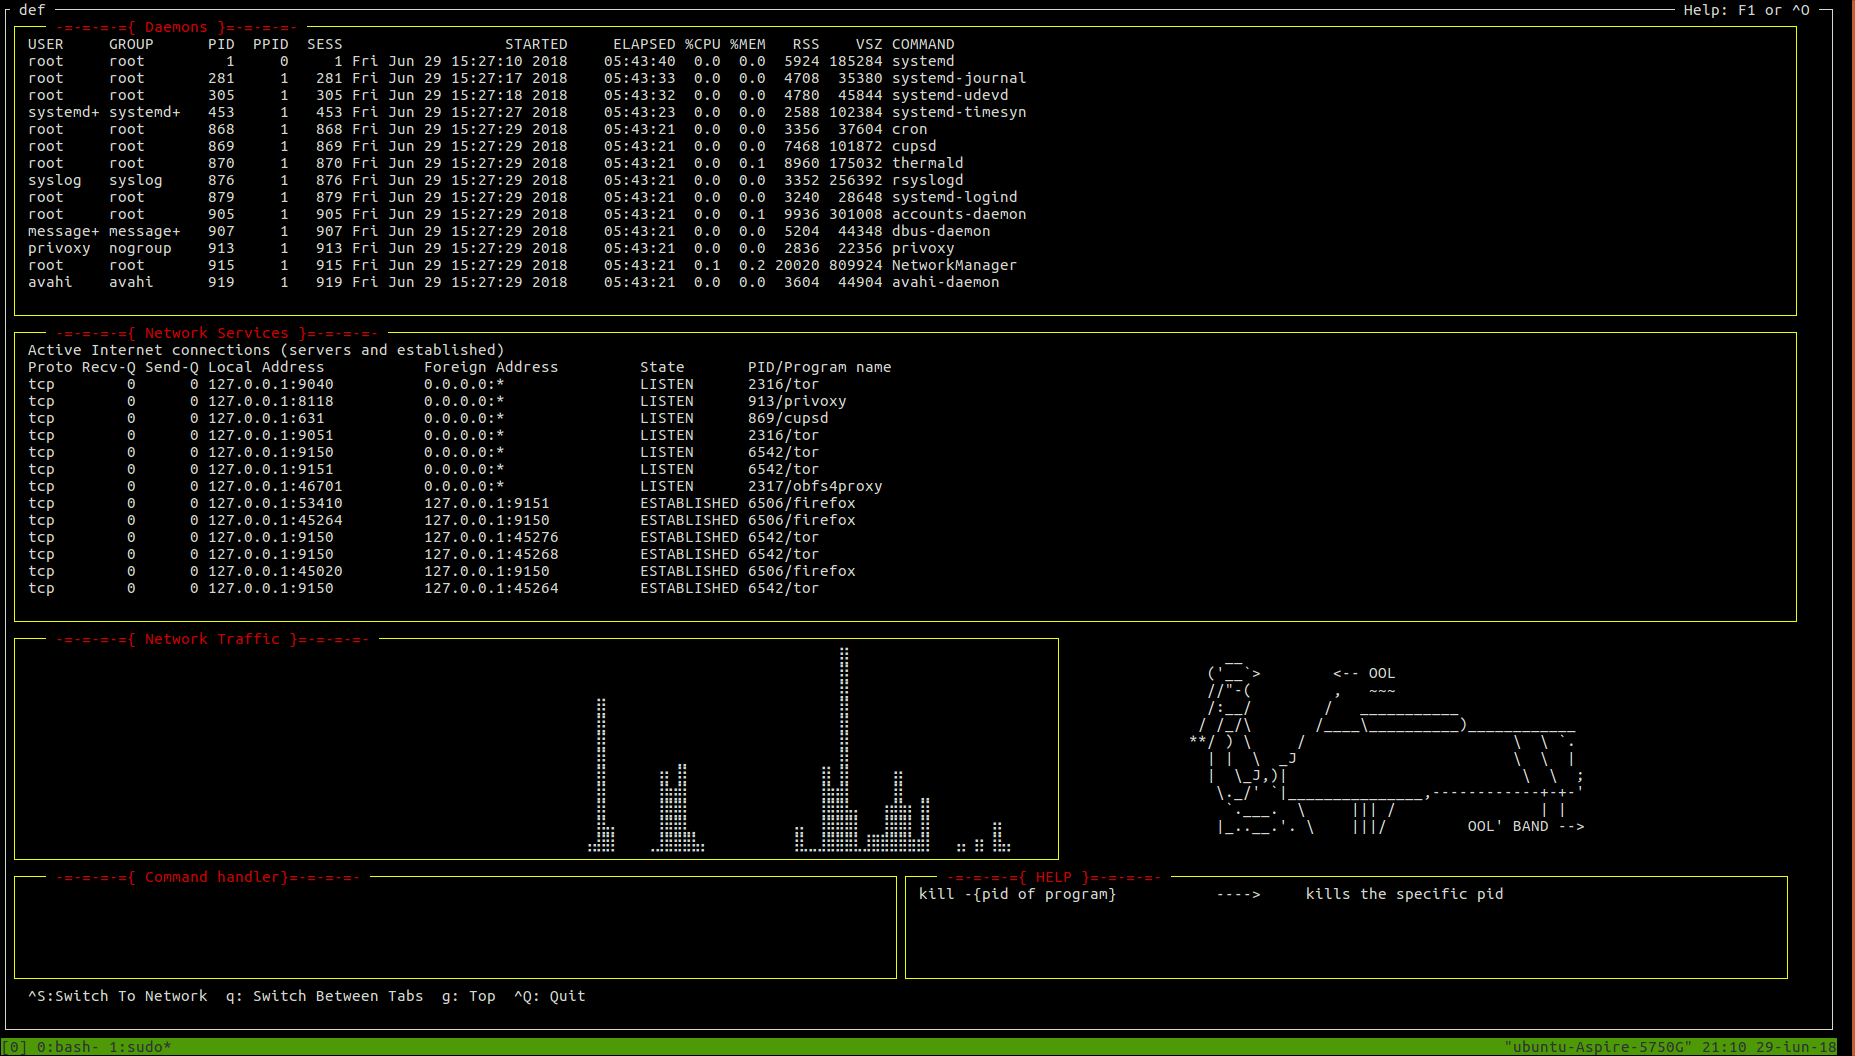 def Help: F1 or ^O
-=-=-=-={ Daemons }=-=-=-=-
USER     GROUP      PID  PPID  SESS                  STARTED     ELAPSED %CPU %MEM   RSS    VSZ COMMAND
root     root         1     0     1 Fri Jun 29 15:27:10 2018    05:43:40  0.0  0.0  5924 185284 systemd
root     root       281     1   281 Fri Jun 29 15:27:17 2018    05:43:33  0.0  0.0  4708  35380 systemd-journal
root     root       305     1   305 Fri Jun 29 15:27:18 2018    05:43:32  0.0  0.0  4780  45844 systemd-udevd
systemd+ systemd+   453     1   453 Fri Jun 29 15:27:27 2018    05:43:23  0.0  0.0  2588 102384 systemd-timesyn
root     root       868     1   868 Fri Jun 29 15:27:29 2018    05:43:21  0.0  0.0  3356  37604 cron
root     root       869     1   869 Fri Jun 29 15:27:29 2018    05:43:21  0.0  0.0  7468 101872 cupsd
root     root       870     1   870 Fri Jun 29 15:27:29 2018    05:43:21  0.0  0.1  8960 175032 thermald
syslog   syslog     876     1   876 Fri Jun 29 15:27:29 2018    05:43:21  0.0  0.0  3352 256392 rsyslogd
root     root       879     1   879 Fri Jun 29 15:27:29 2018    05:43:21  0.0  0.0  3240  28648 systemd-logind
root     root       905     1   905 Fri Jun 29 15:27:29 2018    05:43:21  0.0  0.1  9936 301008 accounts-daemon
message+ message+   907     1   907 Fri Jun 29 15:27:29 2018    05:43:21  0.0  0.0  5204  44348 dbus-daemon
privoxy  nogroup    913     1   913 Fri Jun 29 15:27:29 2018    05:43:21  0.0  0.0  2836  22356 privoxy
root     root       915     1   915 Fri Jun 29 15:27:29 2018    05:43:21  0.1  0.2 20020 809924 NetworkManager
avahi    avahi      919     1   919 Fri Jun 29 15:27:29 2018    05:43:21  0.0  0.0  3604  44904 avahi-daemon
-=-=-=-={ Network Services }=-=-=-=-
Active Internet connections (servers and established)
Proto Recv-Q Send-Q Local Address           Foreign Address         State       PID/Program name
tcp        0      0 127.0.0.1:9040          0.0.0.0:*               LISTEN      2316/tor
tcp        0      0 127.0.0.1:8118          0.0.0.0:*               LISTEN      913/privoxy
tcp        0      0 127.0.0.1:631           0.0.0.0:*               LISTEN      869/cupsd
tcp        0      0 127.0.0.1:9051          0.0.0.0:*               LISTEN      2316/tor
tcp        0      0 127.0.0.1:9150          0.0.0.0:*               LISTEN      6542/tor
tcp        0      0 127.0.0.1:9151          0.0.0.0:*               LISTEN      6542/tor
tcp        0      0 127.0.0.1:46701         0.0.0.0:*               LISTEN      2317/obfs4proxy
tcp        0      0 127.0.0.1:53410         127.0.0.1:9151          ESTABLISHED 6506/firefox
tcp        0      0 127.0.0.1:45264         127.0.0.1:9150          ESTABLISHED 6506/firefox
tcp        0      0 127.0.0.1:9150          127.0.0.1:45276         ESTABLISHED 6542/tor
tcp        0      0 127.0.0.1:9150          127.0.0.1:45268         ESTABLISHED 6542/tor
tcp        0      0 127.0.0.1:45020         127.0.0.1:9150          ESTABLISHED 6506/firefox
tcp        0      0 127.0.0.1:9150          127.0.0.1:45264         ESTABLISHED 6542/tor
-=-=-=-={ Network Traffic }=-=-=-=-
<-- OOL
OOL' BAND -->
-=-=-=-={ Command handler}=-=-=-=-
-=-=-=-={ HELP }=-=-=-=-
kill -{pid of program}           ---->     kills the specific pid
^S:Switch To Network  q: Switch Between Tabs  g: Top  ^Q: Quit
[0] 0:bash- 1:sudo* "ubuntu-Aspire-5750G" 21:10 29-iun-18